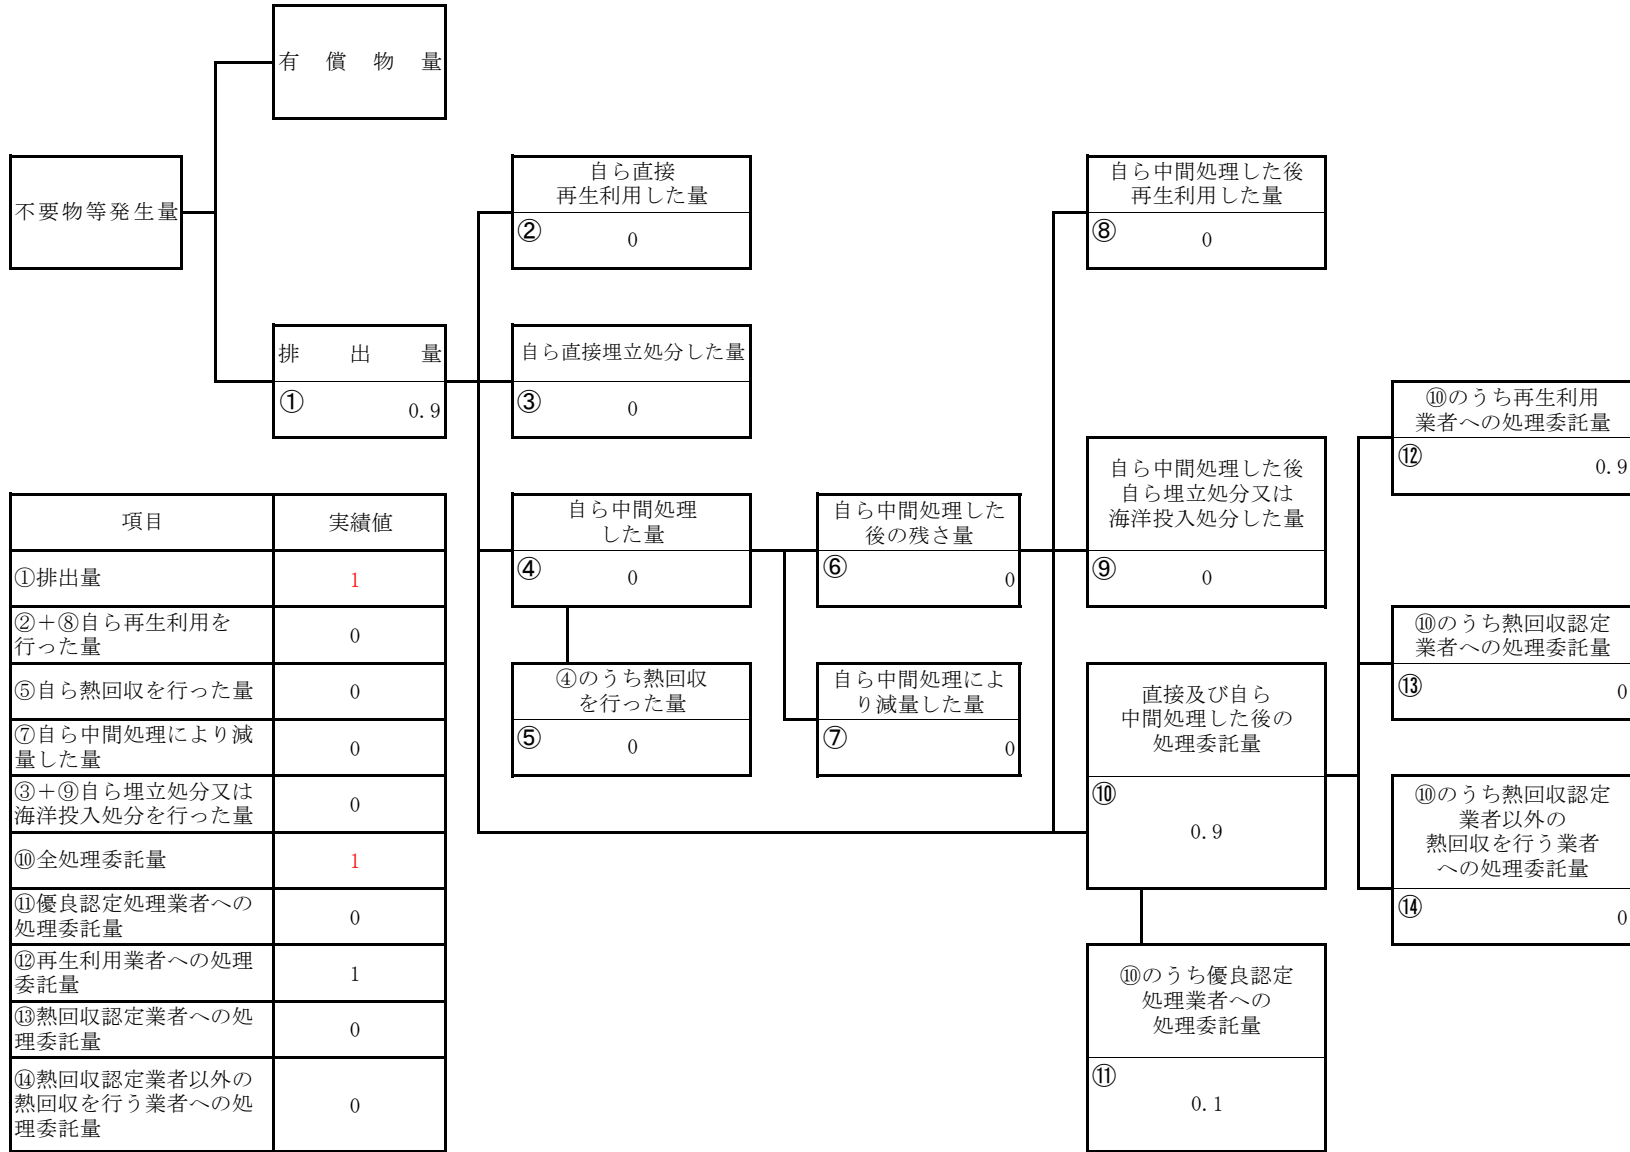 有償物量
不要物等発生量
排出量
① 0.9
自ら直接
再生利用した量
② 0
自ら直接埋立処分した量
③ 0
自ら中間処理
した量
④ 0
④のうち熱回収
を行った量
⑤ 0
自ら中間処理した
後の残さ量
⑥ 0
自ら中間処理によ
り減量した量
⑦ 0
自ら中間処理した後
再生利用した量
⑧ 0
自ら中間処理した後
自ら埋立処分又は
海洋投入処分した量
⑨ 0
直接及び自ら
中間処理した後の
処理委託量
⑩
0.9
⑩のうち優良認定
処理業者への
処理委託量
⑪
0.1
⑩のうち再生利用
業者への処理委託量
⑫ 0.9
⑩のうち熱回収認定
業者への処理委託量
⑬ 0
⑩のうち熱回収認定
業者以外の
熱回収を行う業者
への処理委託量
⑭ 0
項目 実績値
①排出量 1
②+⑧自ら再生利用を
行った量 0
⑤自ら熱回収を行った量 0
⑦自ら中間処理により減
量した量 0
③+⑨自ら埋立処分又は
海洋投入処分を行った量 0
⑩全処理委託量 1
⑪優良認定処理業者への
処理委託量 0
⑫再生利用業者への処理
委託量 1
⑬熱回収認定業者への処
理委託量 0
⑭熱回収認定業者以外の
熱回収を行う業者への処
理委託量 0